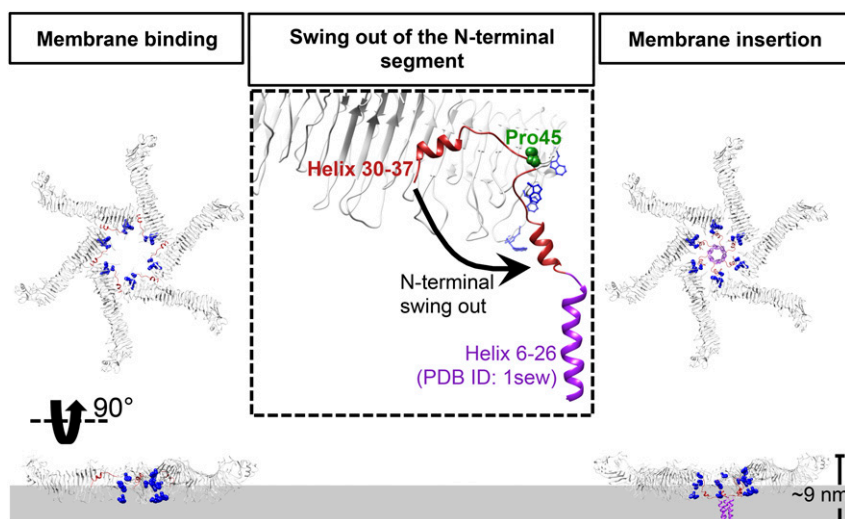 Membrane binding
Swing out of the N-terminal
segment
Membrane insertion
Pro45
Helix 30-37
N-terminal
swing out
Helix 6-26
(PDB ID: 1sew)
90°
~9 nm